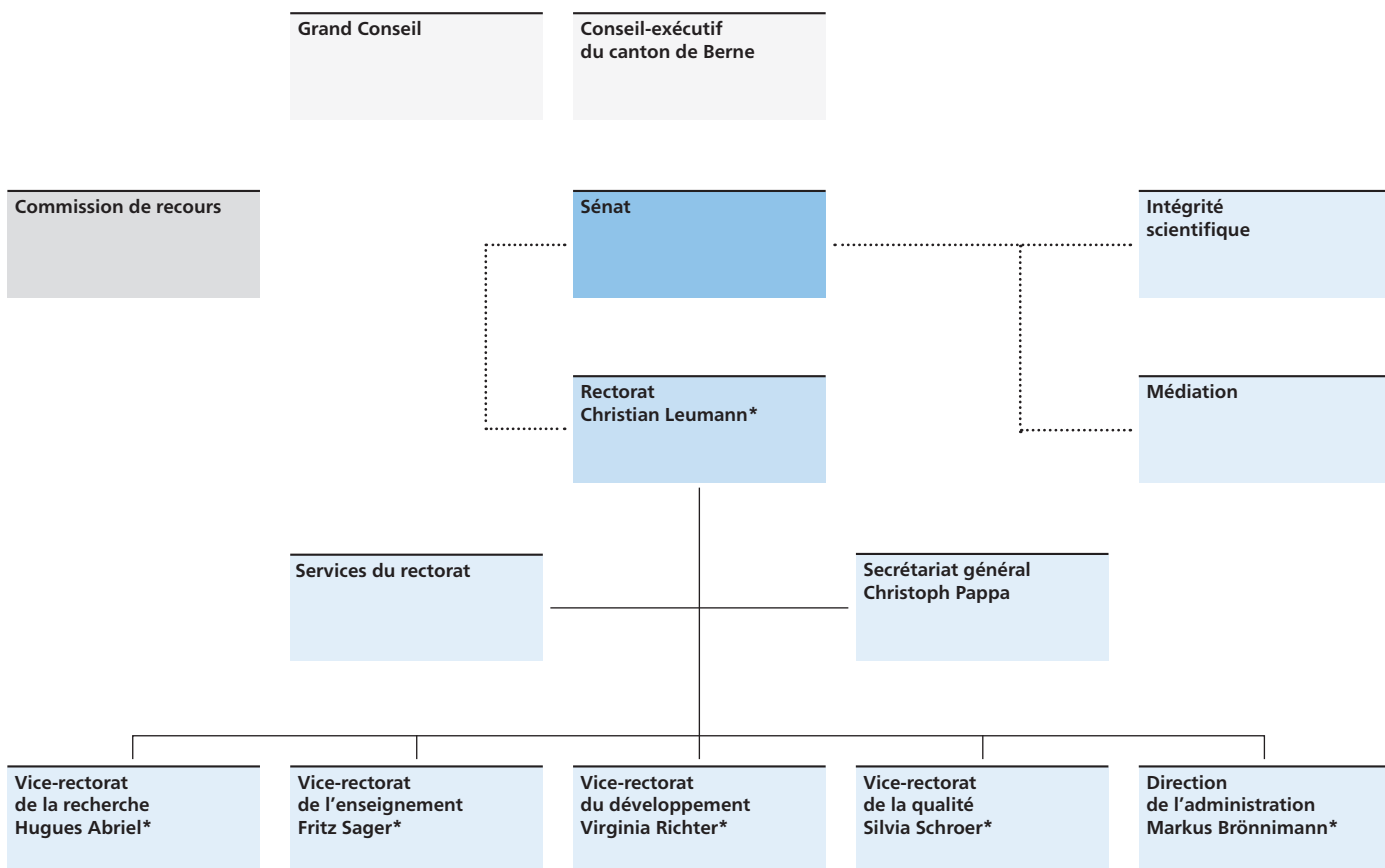 Grand Conseil
Conseil-exécutif
du canton de Berne
Commission de recours
Sénat
Intégrité
scientifique
Rectorat
Christian Leumann*
Médiation
Services du rectorat
Secrétariat général
Christoph Pappa
Vice-rectorat
de la recherche
Hugues Abriel*
Vice-rectorat
de l’enseignement
Fritz Sager*
Vice-rectorat
du développement
Virginia Richter*
Vice-rectorat
de la qualité
Silvia Schroer*
Direction
de l’administration
Markus Brönnimann*